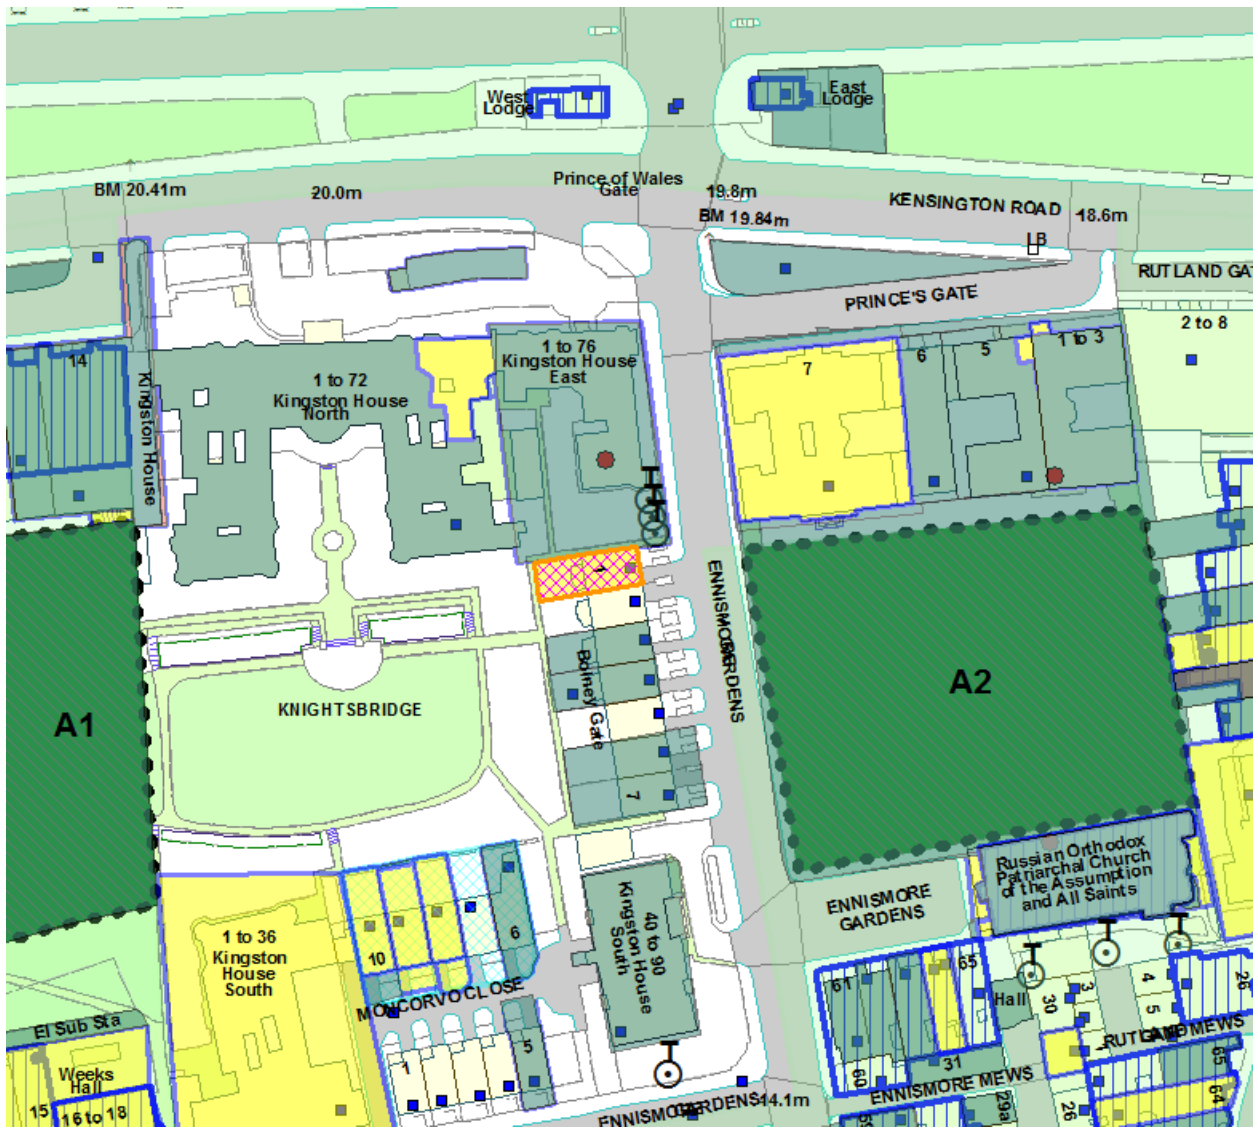 West
Lodge
East
Lodge
BM 20.41m
20.0m
Prince of Wales
Gate
19.8m
BM 19.84m
KENSINGTON ROAD
18.6m
LB
RUTLAND GAT
PRINCE'S GATE
2 to 8
14
Kingston House
1 to 72
Kingston House
North
1 to 76
Kingston House
East
7
6
5
1 to 3
1
ENNISMORE
GARDENS
Bolney Gate
7
A1
KNIGHTSBRIDGE
A2
Russian Orthodox
Patriarchal Church
of the Assumption
and All Saints
ENNISMORE
GARDENS
1 to 36
Kingston
House
South
10
6
40 to 90
Kingston House
South
MONCORVO CLOSE
El Sub Sta
Weeks
Hall
15
16 to 18
1
5
ENNISMORE GARDENS
14.1m
61
65
Hall
30
3
4
5
26
60
31
ENNISMORE MEWS
RUTLAND MEWS
65
64
59
29a
26